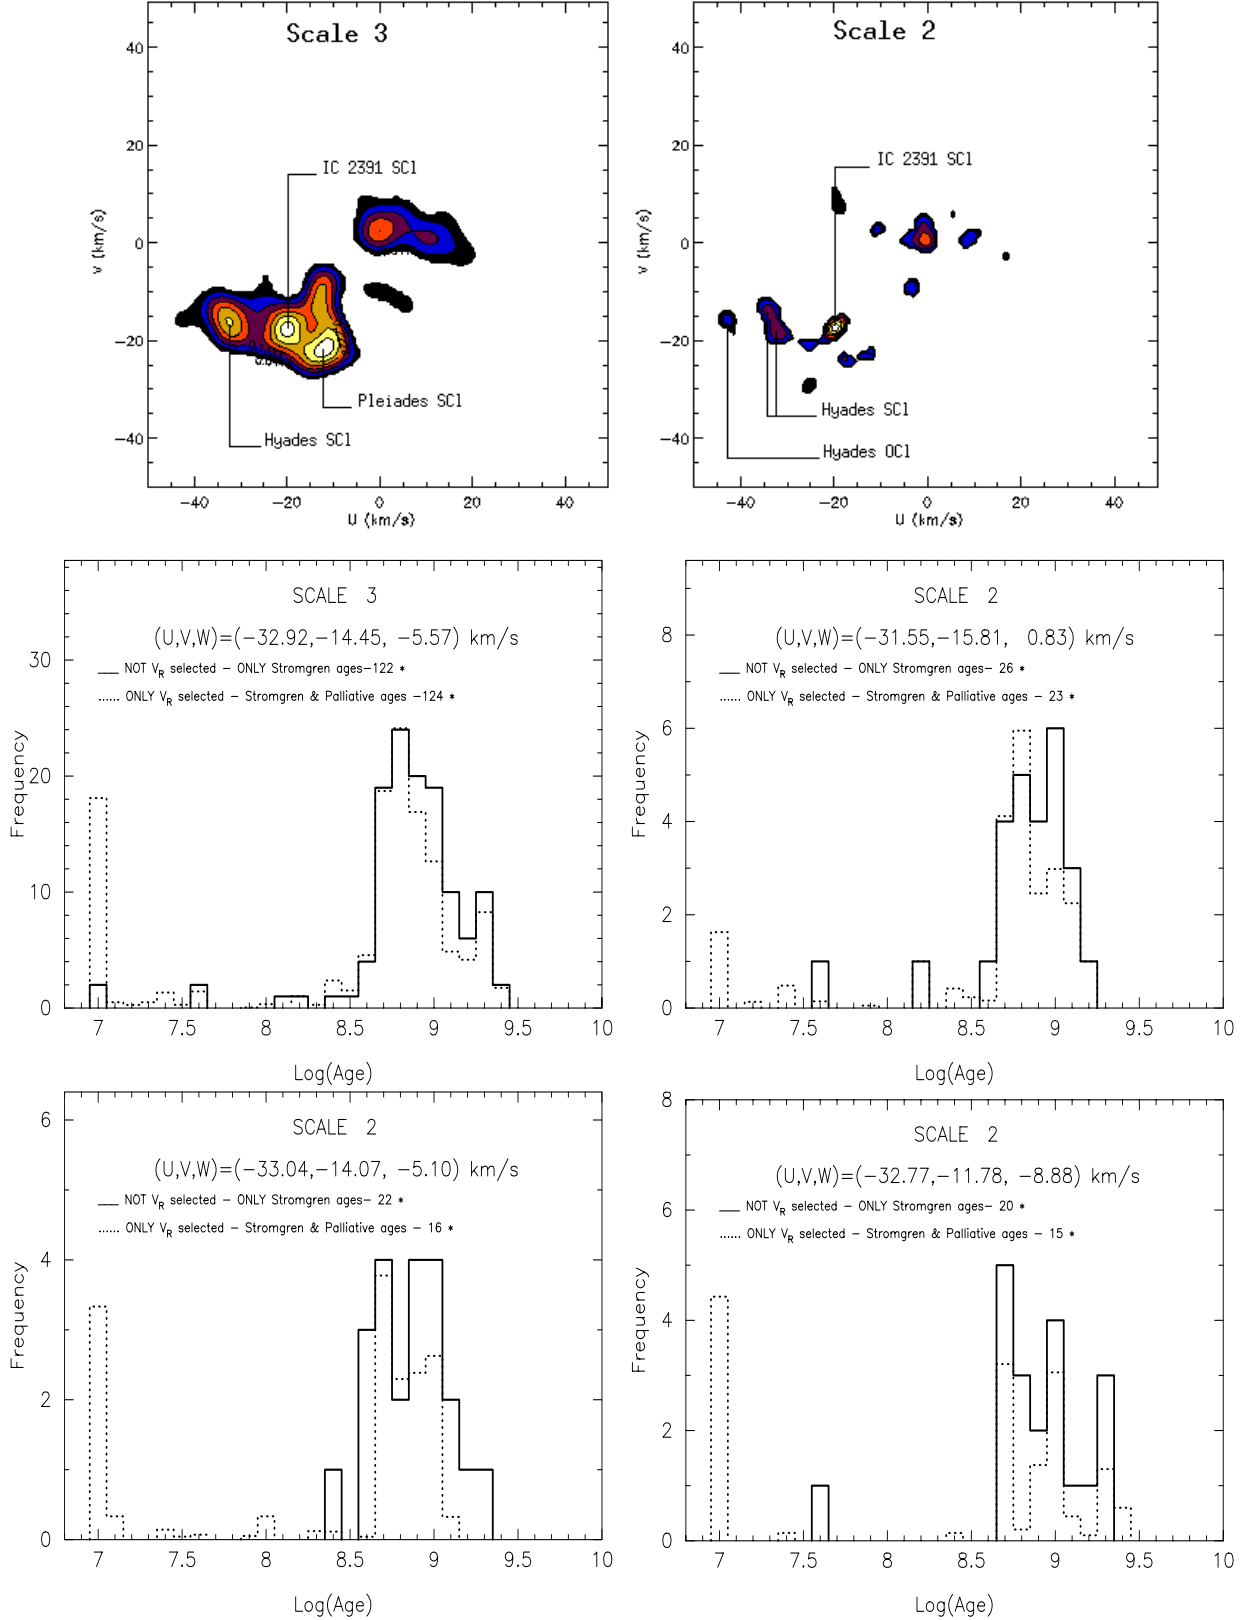 Scale 3
IC 2391 SCl
Pleiades SCl
Hyades SCl
V (km/s)
40
20
0
−20
−40
−40 −20 0 20 40
U (km/s)
Scale 2
IC 2391 SCl
Hyades SCl
Hyades OCl
V (km/s)
40
20
0
−20
−40
−40 −20 0 20 40
U (km/s)
SCALE 3
(U,V,W)=(−32.92,−14.45, −5.57) km/s
NOT V_R selected − ONLY Stromgren ages−122 *
ONLY V_R selected − Stromgren & Palliative ages −124 *
Frequency
30
20
10
0
7 7.5 8 8.5 9 9.5 10
Log(Age)
SCALE 2
(U,V,W)=(−31.55,−15.81, 0.83) km/s
NOT V_R selected − ONLY Stromgren ages− 26 *
ONLY V_R selected − Stromgren & Palliative ages − 23 *
Frequency
8
6
4
2
0
7 7.5 8 8.5 9 9.5 10
Log(Age)
SCALE 2
(U,V,W)=(−33.04,−14.07, −5.10) km/s
NOT V_R selected − ONLY Stromgren ages− 22 *
ONLY V_R selected − Stromgren & Palliative ages − 16 *
Frequency
6
4
2
0
7 7.5 8 8.5 9 9.5 10
Log(Age)
SCALE 2
(U,V,W)=(−32.77,−11.78, −8.88) km/s
NOT V_R selected − ONLY Stromgren ages− 20 *
ONLY V_R selected − Stromgren & Palliative ages − 15 *
Frequency
8
6
4
2
0
7 7.5 8 8.5 9 9.5 10
Log(Age)